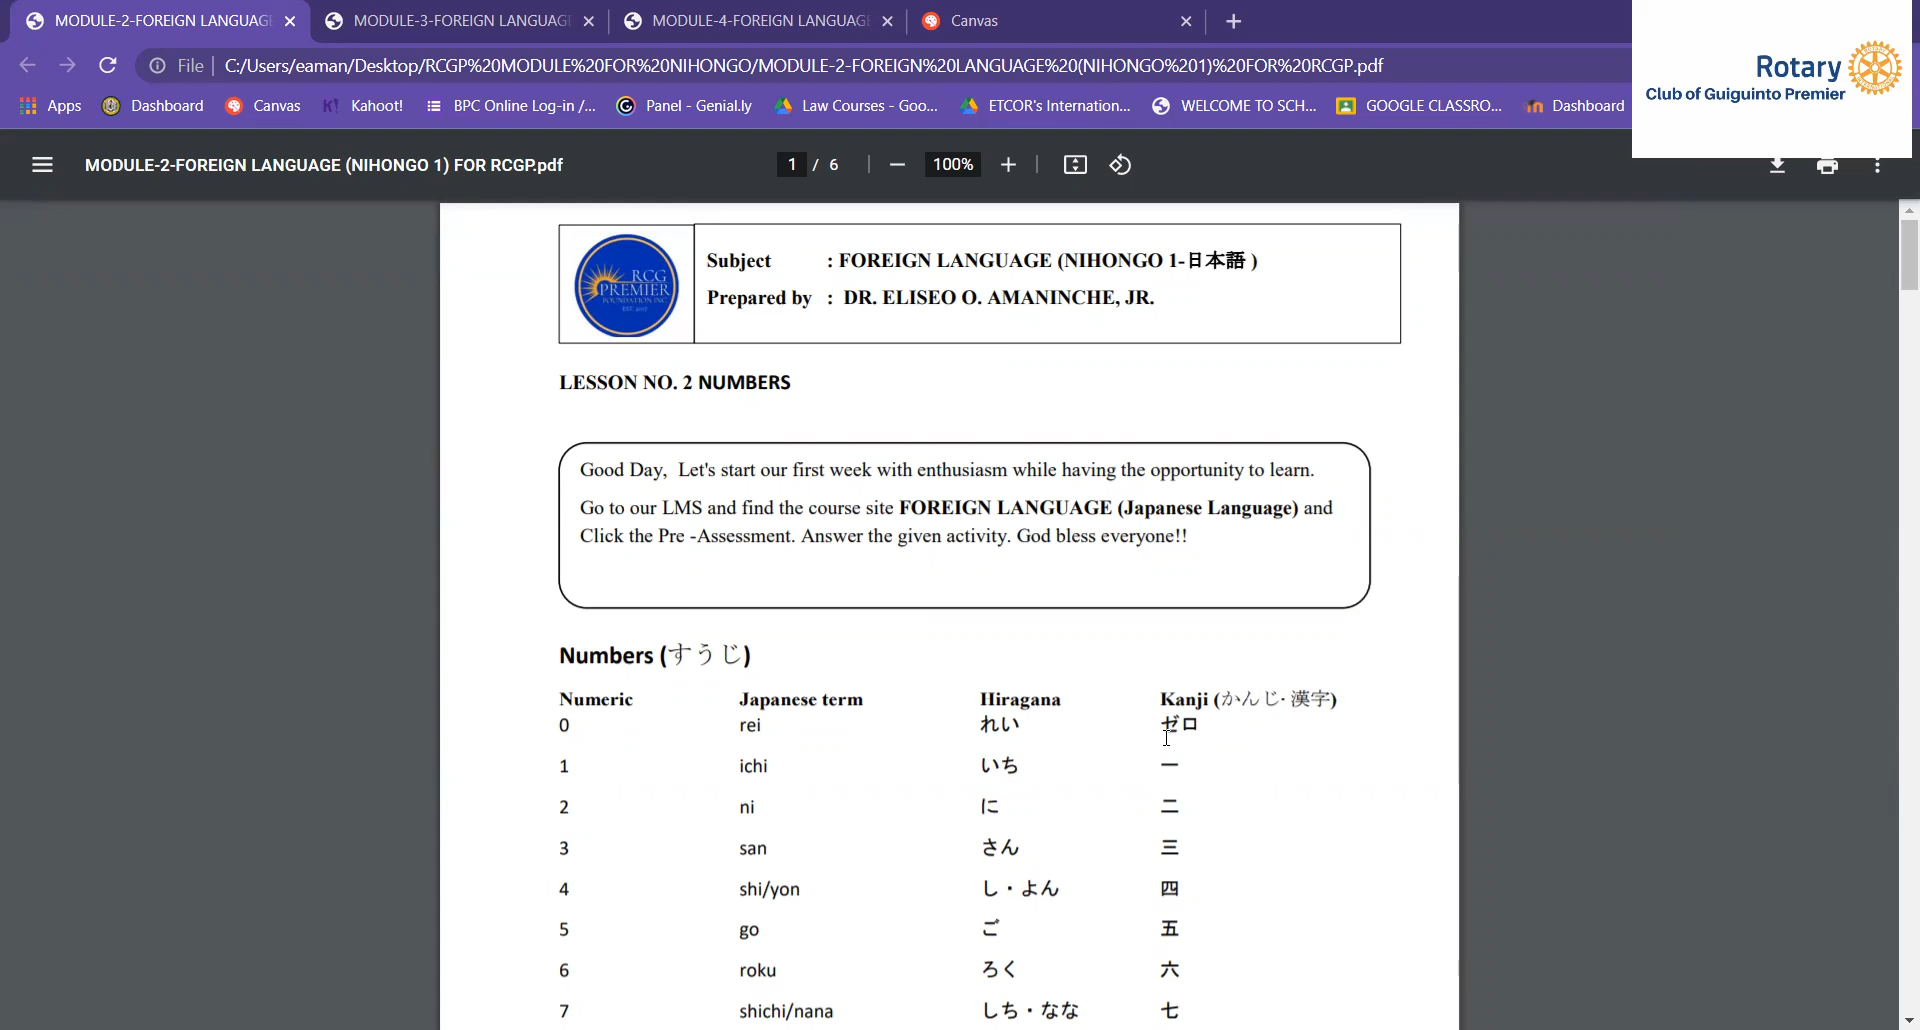 MODULE-2-FOREIGN LANGUAGE
MODULE-3-FOREIGN LANGUAGE
MODULE-4-FOREIGN LANGUAGE
Canvas
File
C:/Users/eaman/Desktop/RCGP%20MODULE%20FOR%20NIHONGO/MODULE-2-FOREIGN%20LANGUAGE%20(NIHONGO%201)%20FOR%20RCGP.pdf
Rotary
Club of Guiguinto Premier
Apps Dashboard Canvas Kahoot! BPC Online Log-in /... Panel - Genial.ly Law Courses - Goo... ETCOR's Internation... WELCOME TO SCH... GOOGLE CLASSRO... Dashboard
MODULE-2-FOREIGN LANGUAGE (NIHONGO 1) FOR RCGP.pdf 1 / 6 100%
RCG
PREMIER
FOUNDATION INC
Subject : FOREIGN LANGUAGE (NIHONGO 1-日本語 )
Prepared by : DR. ELISEO O. AMANINCHE, JR.
LESSON NO. 2 NUMBERS
Good Day, Let's start our first week with enthusiasm while having the opportunity to learn.
Go to our LMS and find the course site FOREIGN LANGUAGE (Japanese Language) and
Click the Pre -Assessment. Answer the given activity. God bless everyone!!
Numbers (すうじ)
Numeric Japanese term Hiragana Kanji (かんじ· 漢字)
0 rei れい ゼロ
1 ichi いち 一
2 ni に 二
3 san さん 三
4 shi/yon し・よん 四
5 go ご 五
6 roku ろく 六
7 shichi/nana しち・なな 七